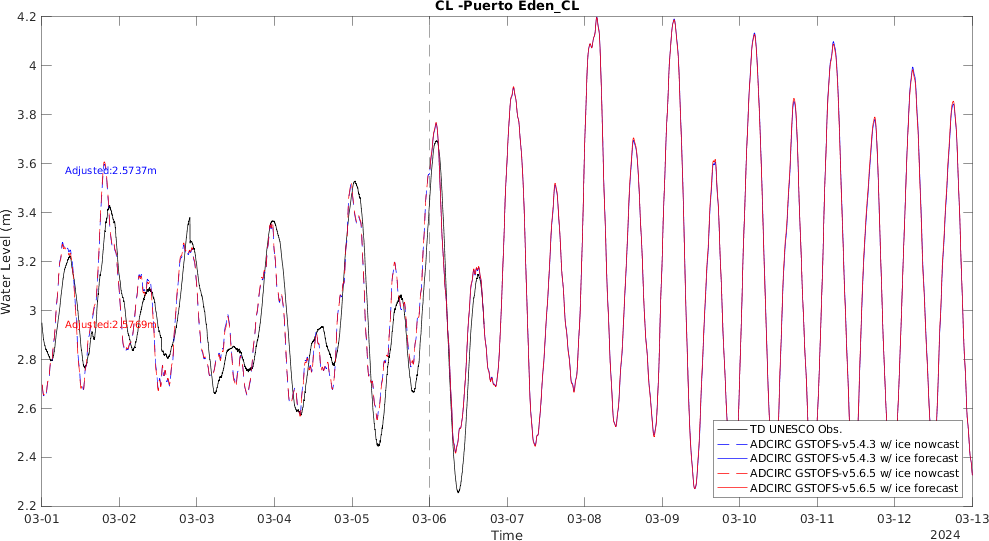 CL -Puerto Eden_CL
4.2
4
3.8
3.6
3.4
3.2
3
2.8
2.6
2.4
2.2
Water Level (m)
Adjusted:2.5737m
Adjusted:2.5769m
TD UNESCO Obs.
ADCIRC GSTOFS-v5.4.3 w/ ice nowcast
ADCIRC GSTOFS-v5.4.3 w/ ice forecast
ADCIRC GSTOFS-v5.6.5 w/ ice nowcast
ADCIRC GSTOFS-v5.6.5 w/ ice forecast
03-01 03-02 03-03 03-04 03-05 03-06 03-07 03-08 03-09 03-10 03-11 03-12 03-13
Time
2024